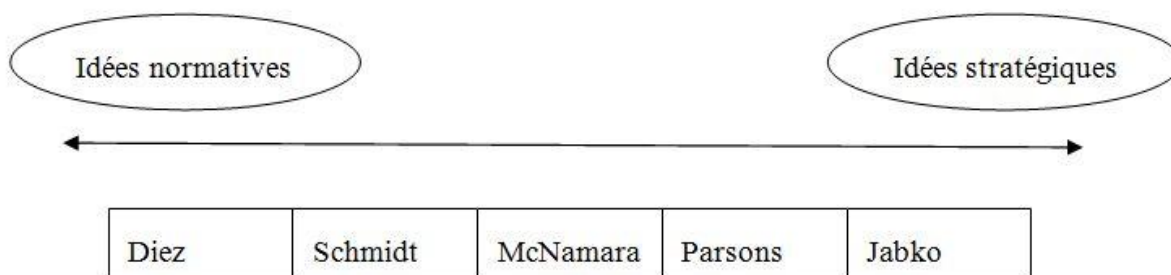 Idées normatives Idées stratégiques
Diez Schmidt McNamara Parsons Jabko